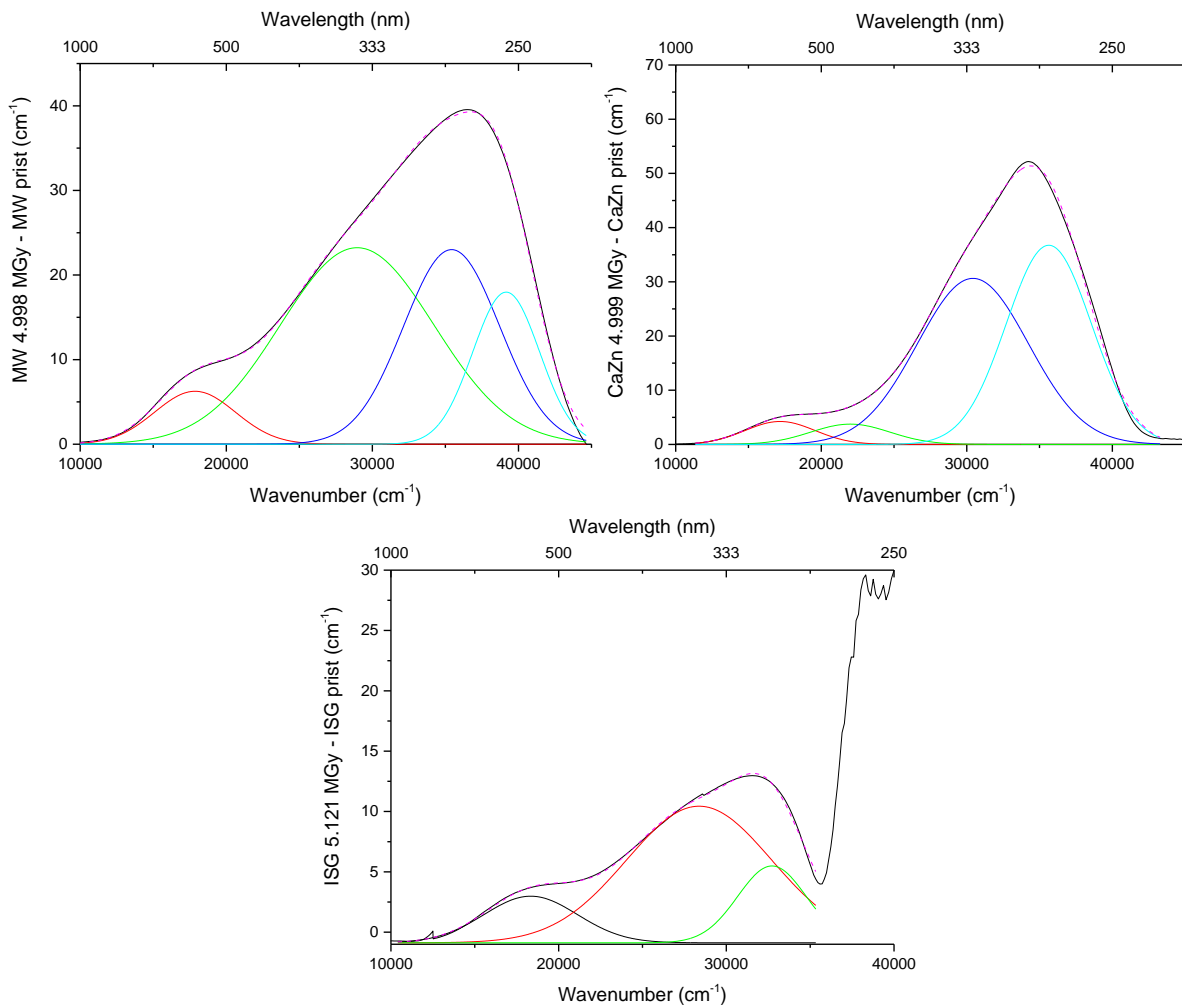 Wavelength (nm)
1000 500 333 250
MW 4.998 MGy - MW prist (cm⁻¹)
40
30
20
10
0
10000 20000 30000 40000
Wavenumber (cm⁻¹)
Wavelength (nm)
1000 500 333 250
CaZn 4.999 MGy - CaZn prist (cm⁻¹)
70
60
50
40
30
20
10
0
10000 20000 30000 40000
Wavenumber (cm⁻¹)
Wavelength (nm)
1000 500 333 250
ISG 5.121 MGy - ISG prist (cm⁻¹)
30
25
20
15
10
5
0
10000 20000 30000 40000
Wavenumber (cm⁻¹)